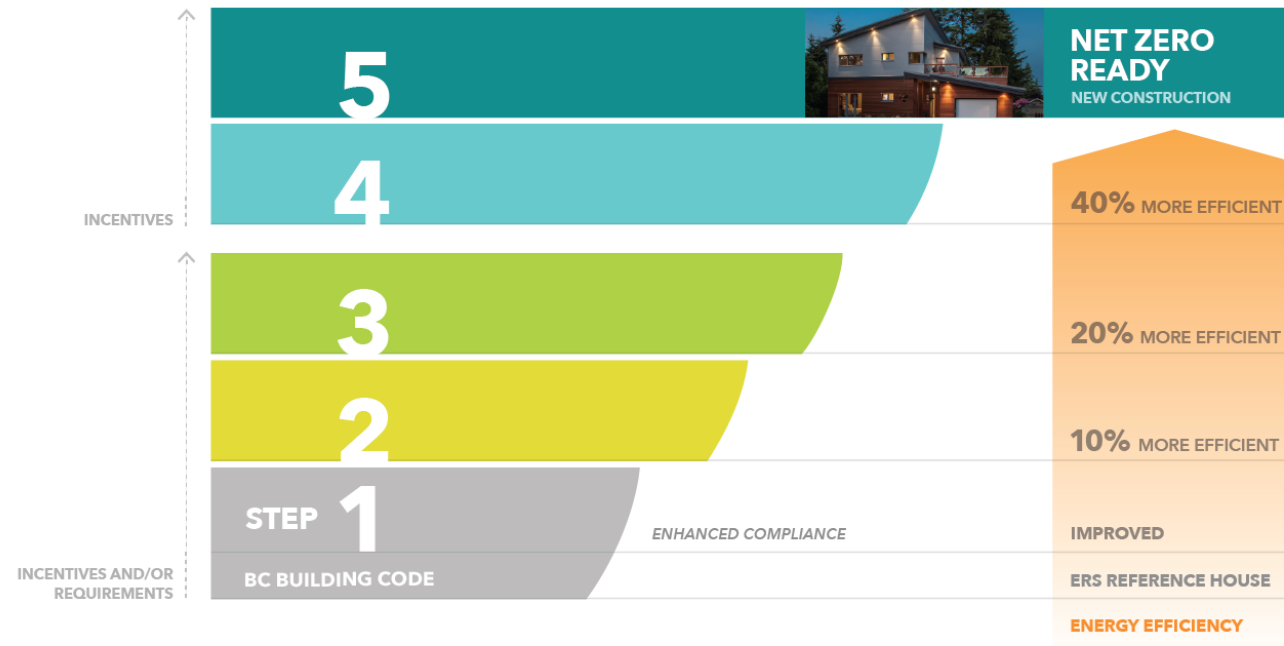 5
NET ZERO
READY
NEW CONSTRUCTION
4
INCENTIVES
40% MORE EFFICIENT
3
20% MORE EFFICIENT
2
10% MORE EFFICIENT
STEP 1
ENHANCED COMPLIANCE
IMPROVED
INCENTIVES AND/OR
REQUIREMENTS
BC BUILDING CODE
ERS REFERENCE HOUSE
ENERGY EFFICIENCY